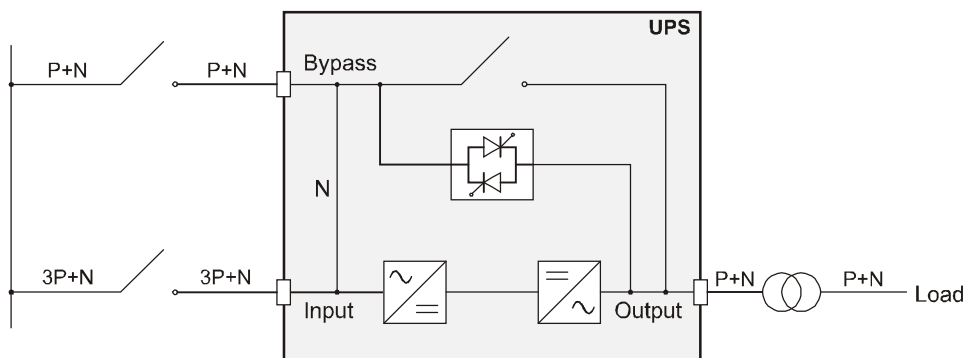 UPS
P+N
P+N
Bypass
N
3P+N
3P+N
Input
Output
P+N
P+N
Load